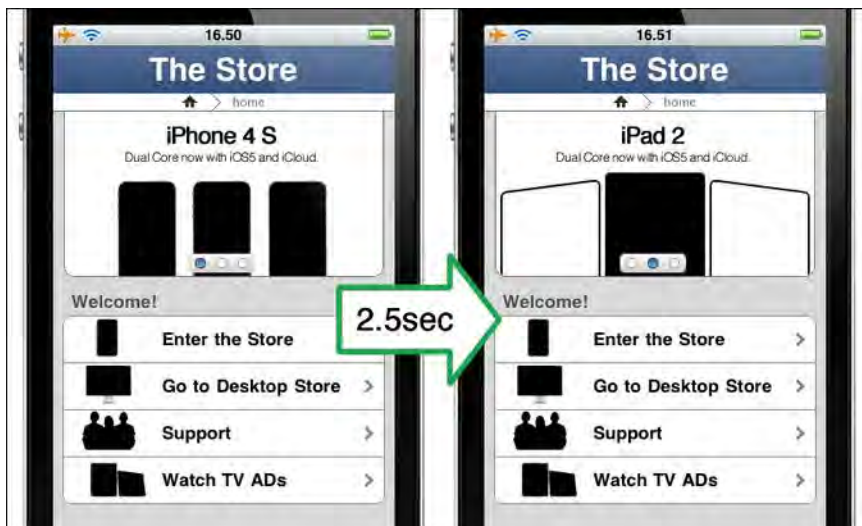 16.50
The Store
home
iPhone 4 S
Dual Core now with iOS5 and iCloud.
Welcome!
Enter the Store
Go to Desktop Store
Support
Watch TV ADs
2.5sec
16.51
The Store
home
iPad 2
Dual Core now with iOS5 and iCloud.
Welcome!
Enter the Store
Go to Desktop Store
Support
Watch TV ADs